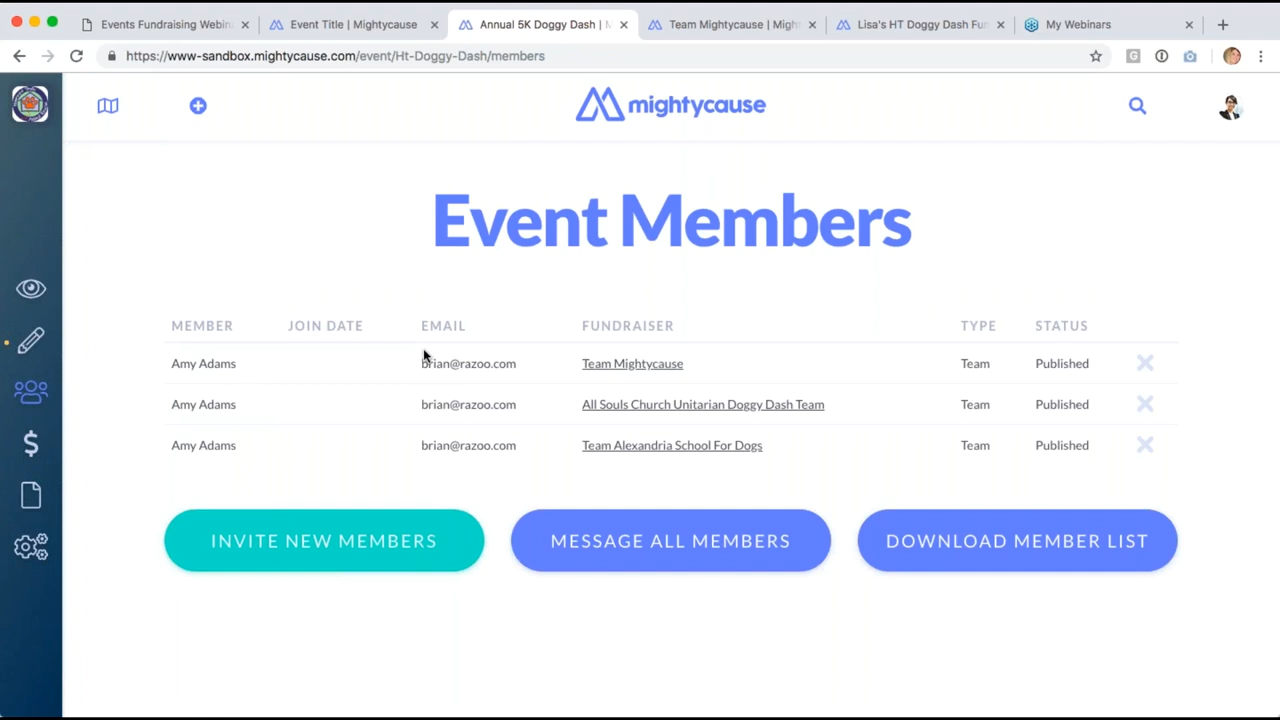 Events Fundraising Webin
Event Title | Mightycause
Annual 5K Doggy Dash | M
Team Mightycause | Migh
Lisa's HT Doggy Dash Fun
My Webinars
https://www-sandbox.mightycause.com/event/Ht-Doggy-Dash/members
mightycause
Event Members
MEMBER JOIN DATE EMAIL FUNDRAISER TYPE STATUS
Amy Adams brian@razoo.com Team Mightycause Team Published
Amy Adams brian@razoo.com All Souls Church Unitarian Doggy Dash Team Team Published
Amy Adams brian@razoo.com Team Alexandria School For Dogs Team Published
INVITE NEW MEMBERS
MESSAGE ALL MEMBERS
DOWNLOAD MEMBER LIST